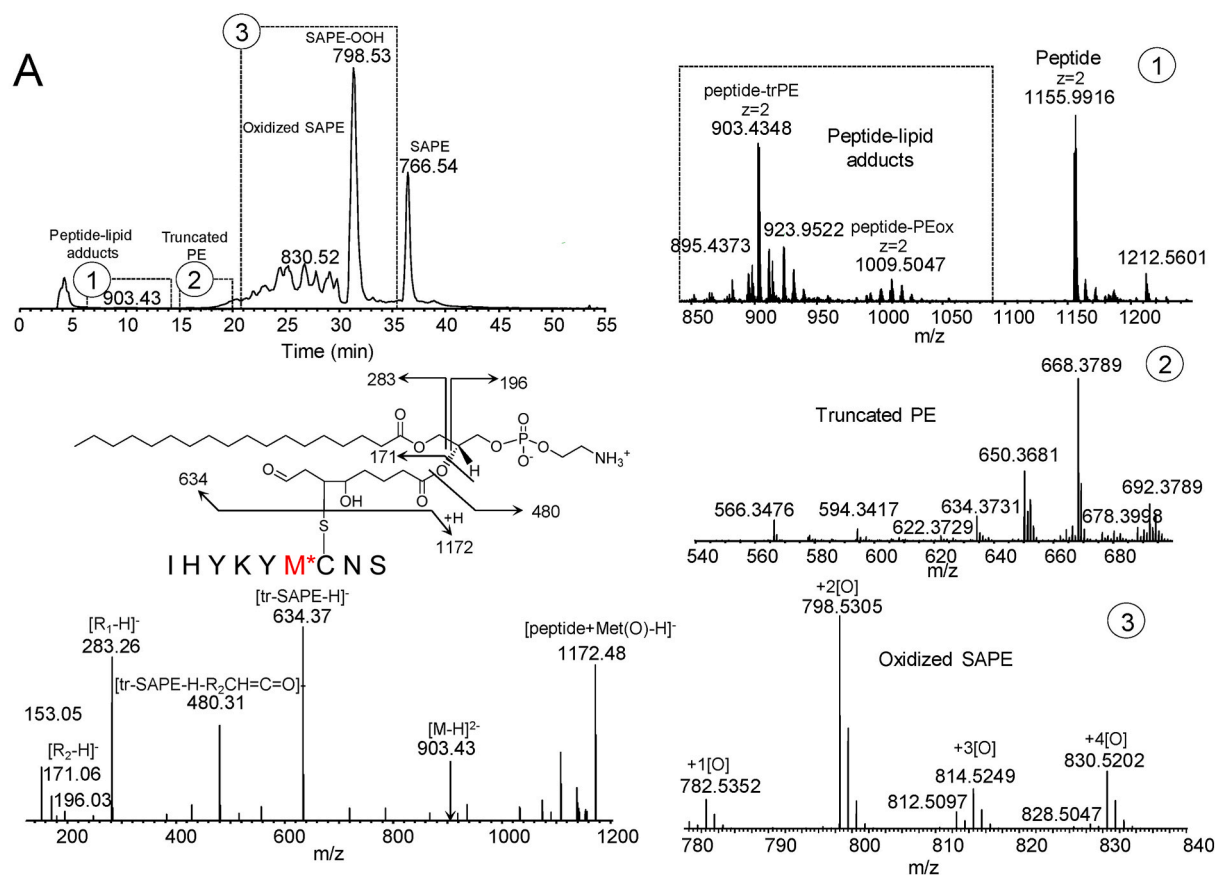 A
3
SAPE-OOH
798.53
Oxidized SAPE
SAPE
766.54
830.52
Peptide-lipid
adducts
1
903.43
Truncated
PE
2
0 5 10 15 20 30 35 40 45 50 55
Time (min)
Peptide
z=2
1155.9916
1
peptide-trPE
z=2
903.4348
Peptide-lipid
adducts
895.4373
923.9522
peptide-PEox
z=2
1009.5047
1212.5601
850 900 950 1000 1100 1150 1200
m/z
283
196
O
O
O
P
O
O
O⁻
NH₃⁺
171
O
H
634
O
OH
O
480
S
+H
1172
I H Y K Y M* C N S
668.3789
2
Truncated PE
650.3681
692.3789
634.3731
678.3998
566.3476
594.3417
622.3729
540 560 580 600 620 640 660 680
m/z
[tr-SAPE-H]⁻
634.37
[R₁-H]⁻
283.26
[peptide+Met(O)-H]⁻
1172.48
[tr-SAPE-H-R₂CH=C=O]⁻
480.31
153.05
[R₂-H]⁻
171.06
196.03
[M-H]²⁻
903.43
200 400 600 800 1000 1200
m/z
+2[O]
798.5305
3
Oxidized SAPE
+1[O]
782.5352
+3[O]
814.5249
812.5097
+4[O]
830.5202
828.5047
780 790 800 820 830 840
m/z